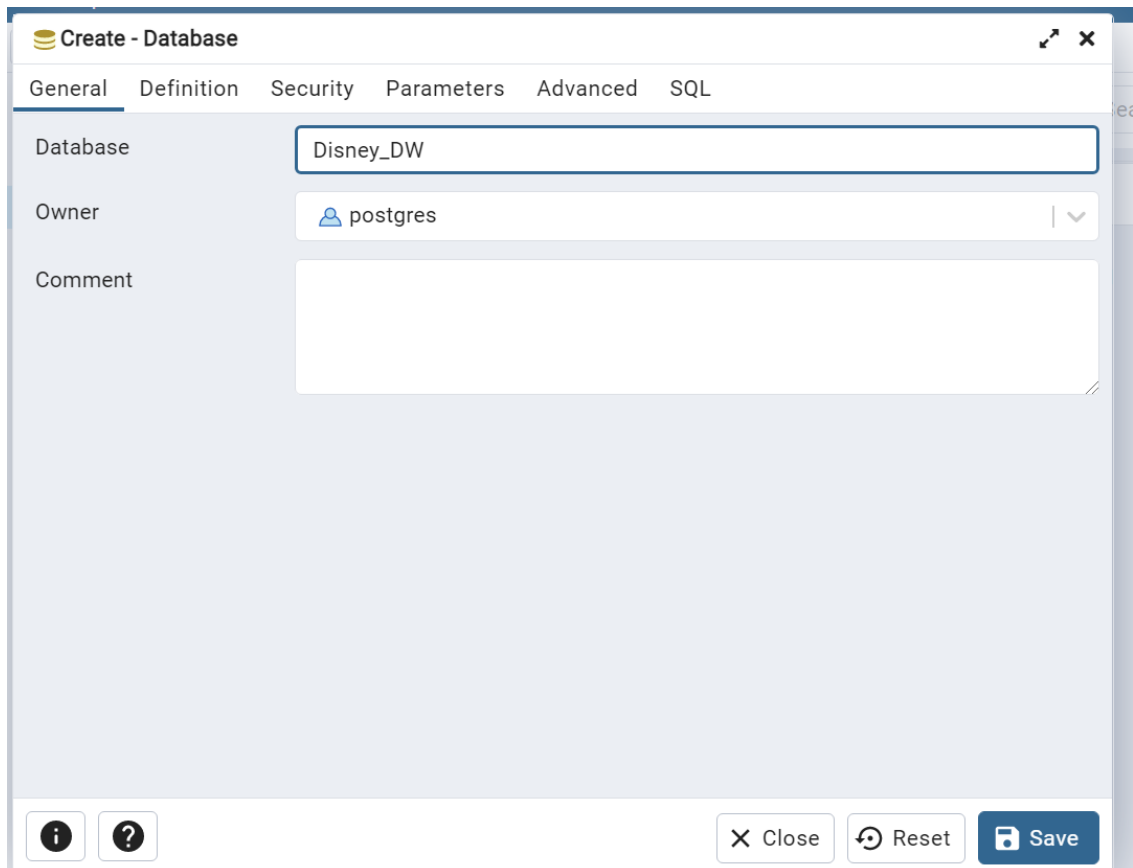 Create - Database
General Definition Security Parameters Advanced SQL
Database Disney_DW
Owner postgres
Comment
Close Reset Save